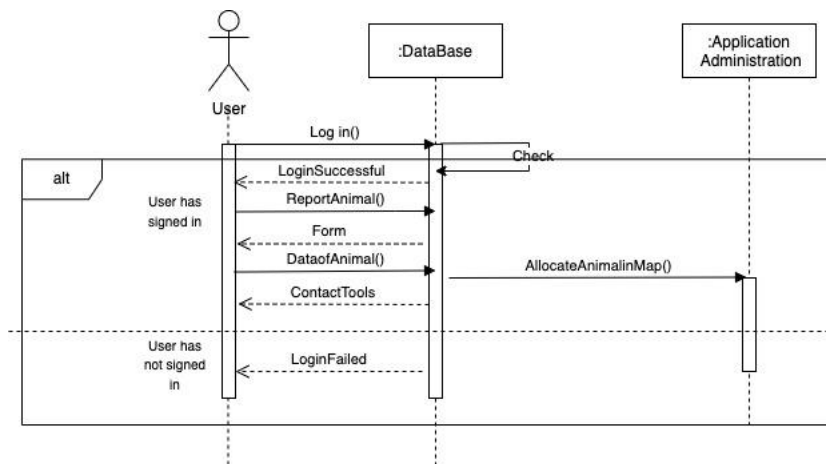 :DataBase
:Application
Administration
User
Log in()
Check
alt
LoginSuccessful
User has
signed in
ReportAnimal()
Form
DataofAnimal()
AllocateAnimalinMap()
ContactTools
User has
not signed
in
LoginFailed